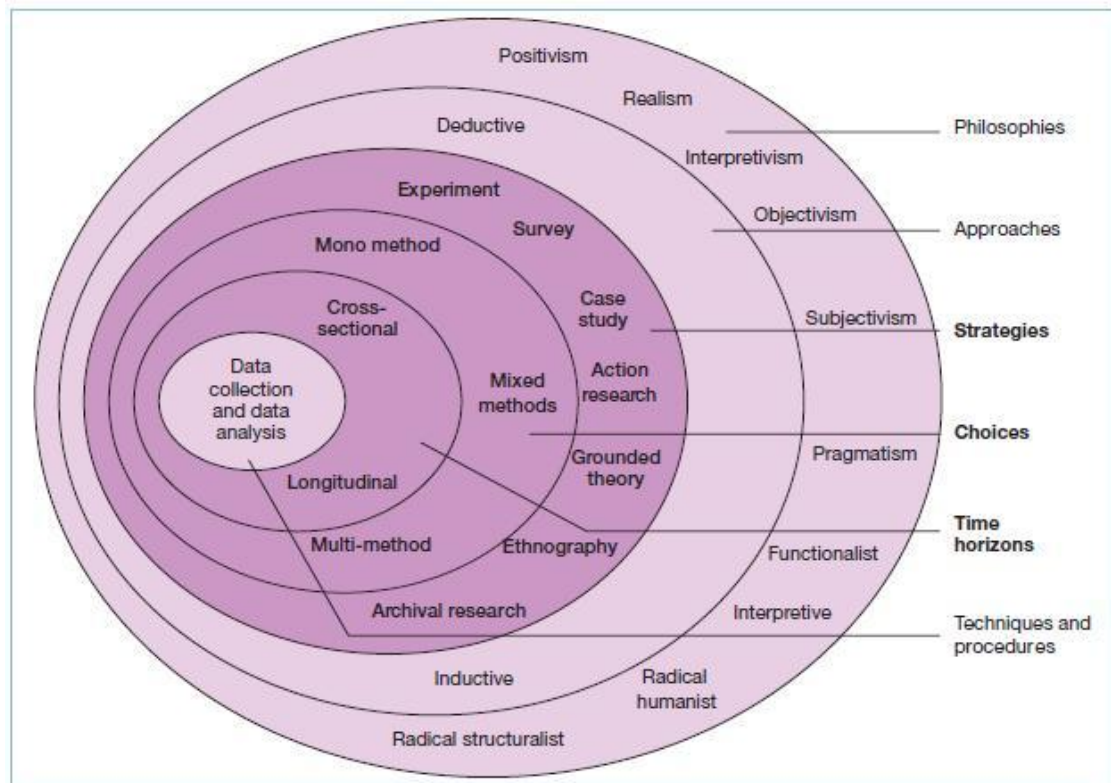 Positivism
Realism
Philosophies
Deductive
Interpretivism
Experiment
Objectivism
Survey
Approaches
Mono method
Case
study
Cross-
sectional
Subjectivism
Strategies
Data
collection
and data
analysis
Mixed
methods
Action
research
Choices
Pragmatism
Grounded
theory
Longitudinal
Time
horizons
Multi-method
Ethnography
Functionalist
Archival research
Interpretive
Techniques and
procedures
Inductive
Radical
humanist
Radical structuralist